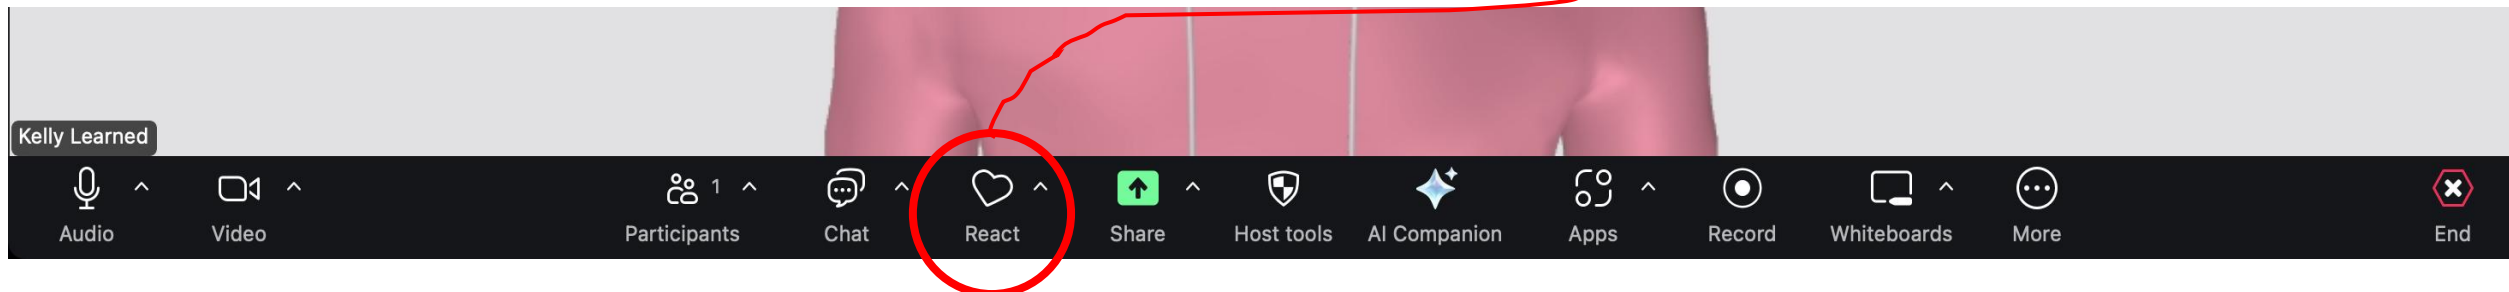 Kelly Learned
1
Audio Video Participants Chat React Share Host tools AI Companion Apps Record Whiteboards More End